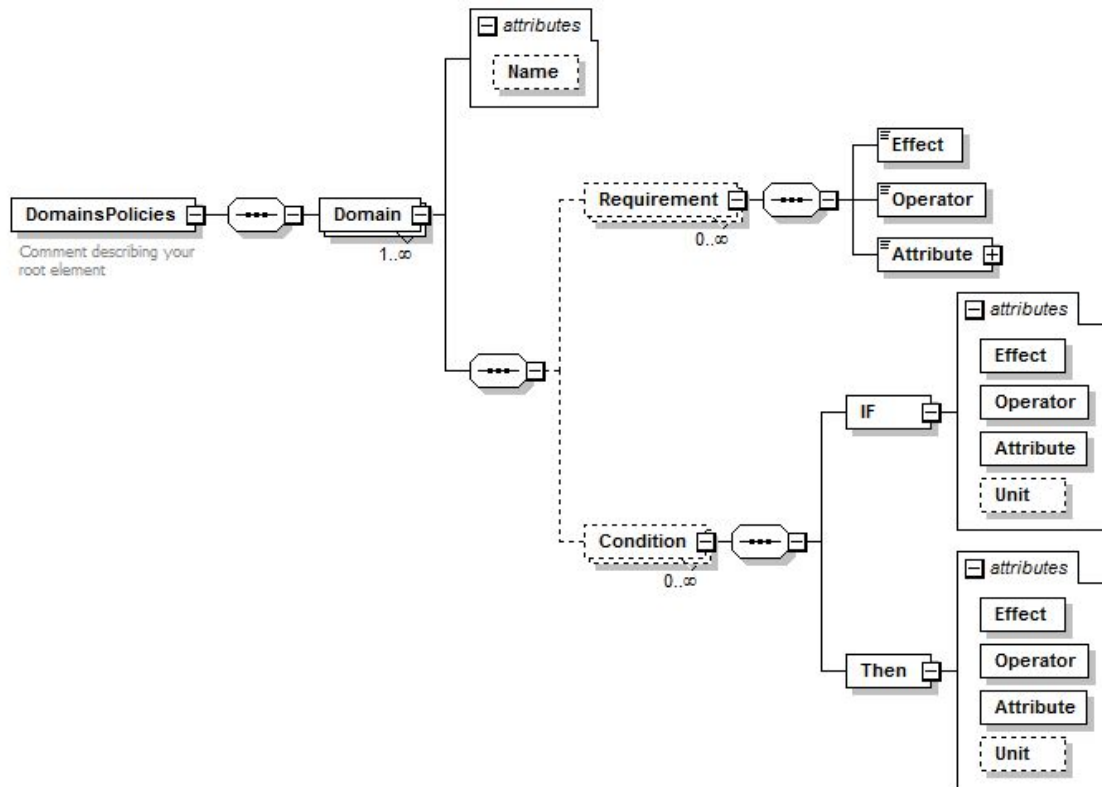 attributes
Name
Effect
Requirement
DomainsPolicies
Domain
Operator
0..∞
Comment describing your
root element
1..∞
Attribute
attributes
Effect
Operator
IF
Attribute
Unit
Condition
0..∞
attributes
Effect
Operator
Then
Attribute
Unit